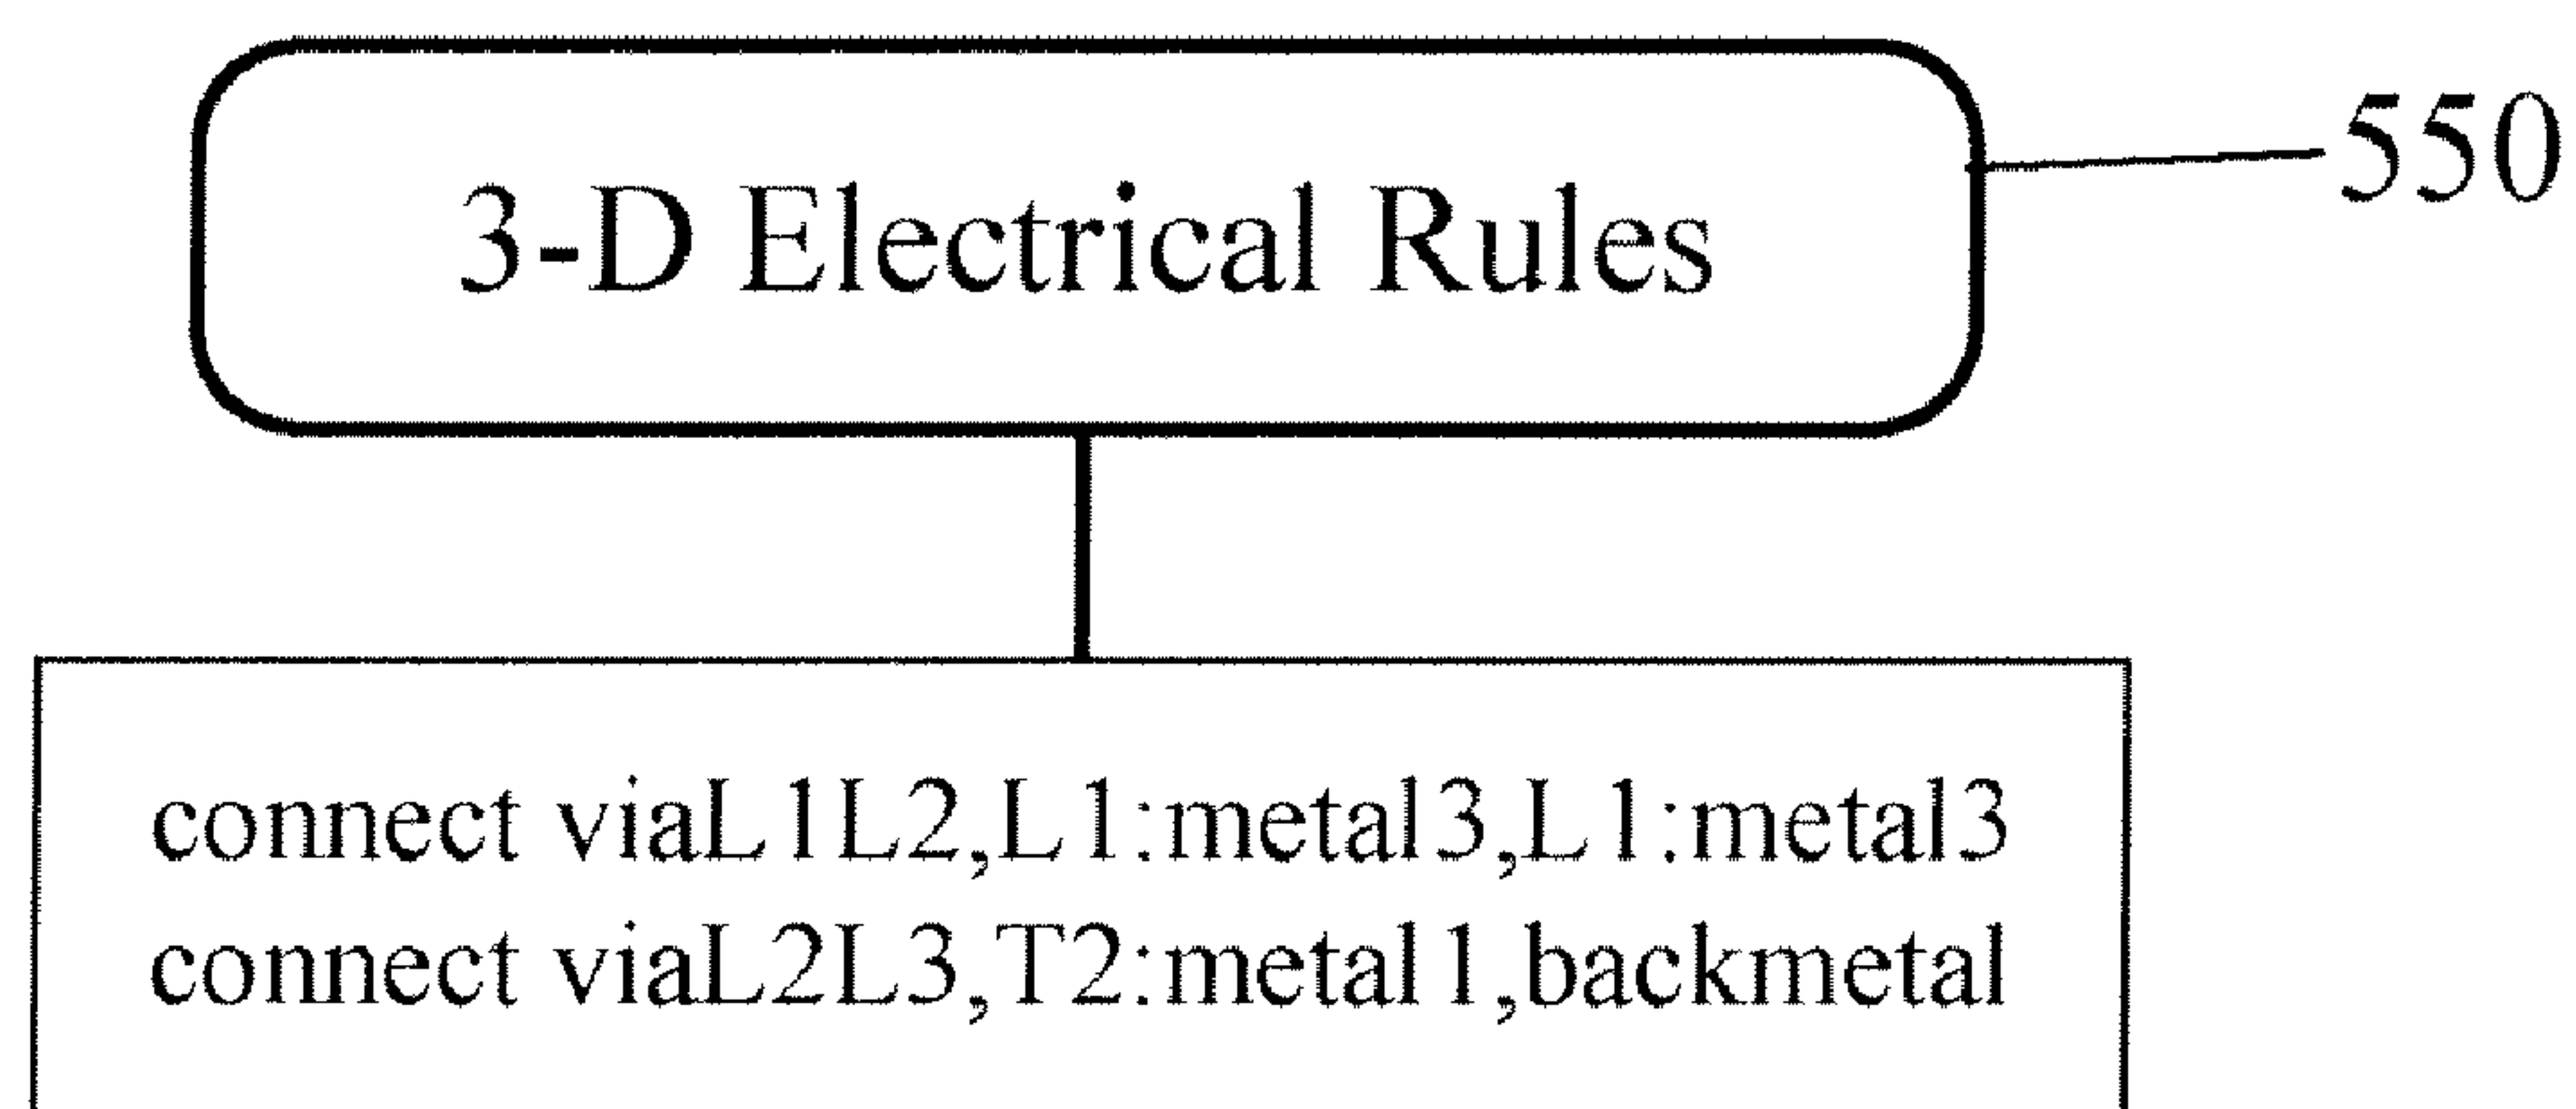 3-D Electrical Rules
550
connect viaL1L2,L1:metal3,L1:metal3
connect viaL2L3,T2:metal1,backmetal